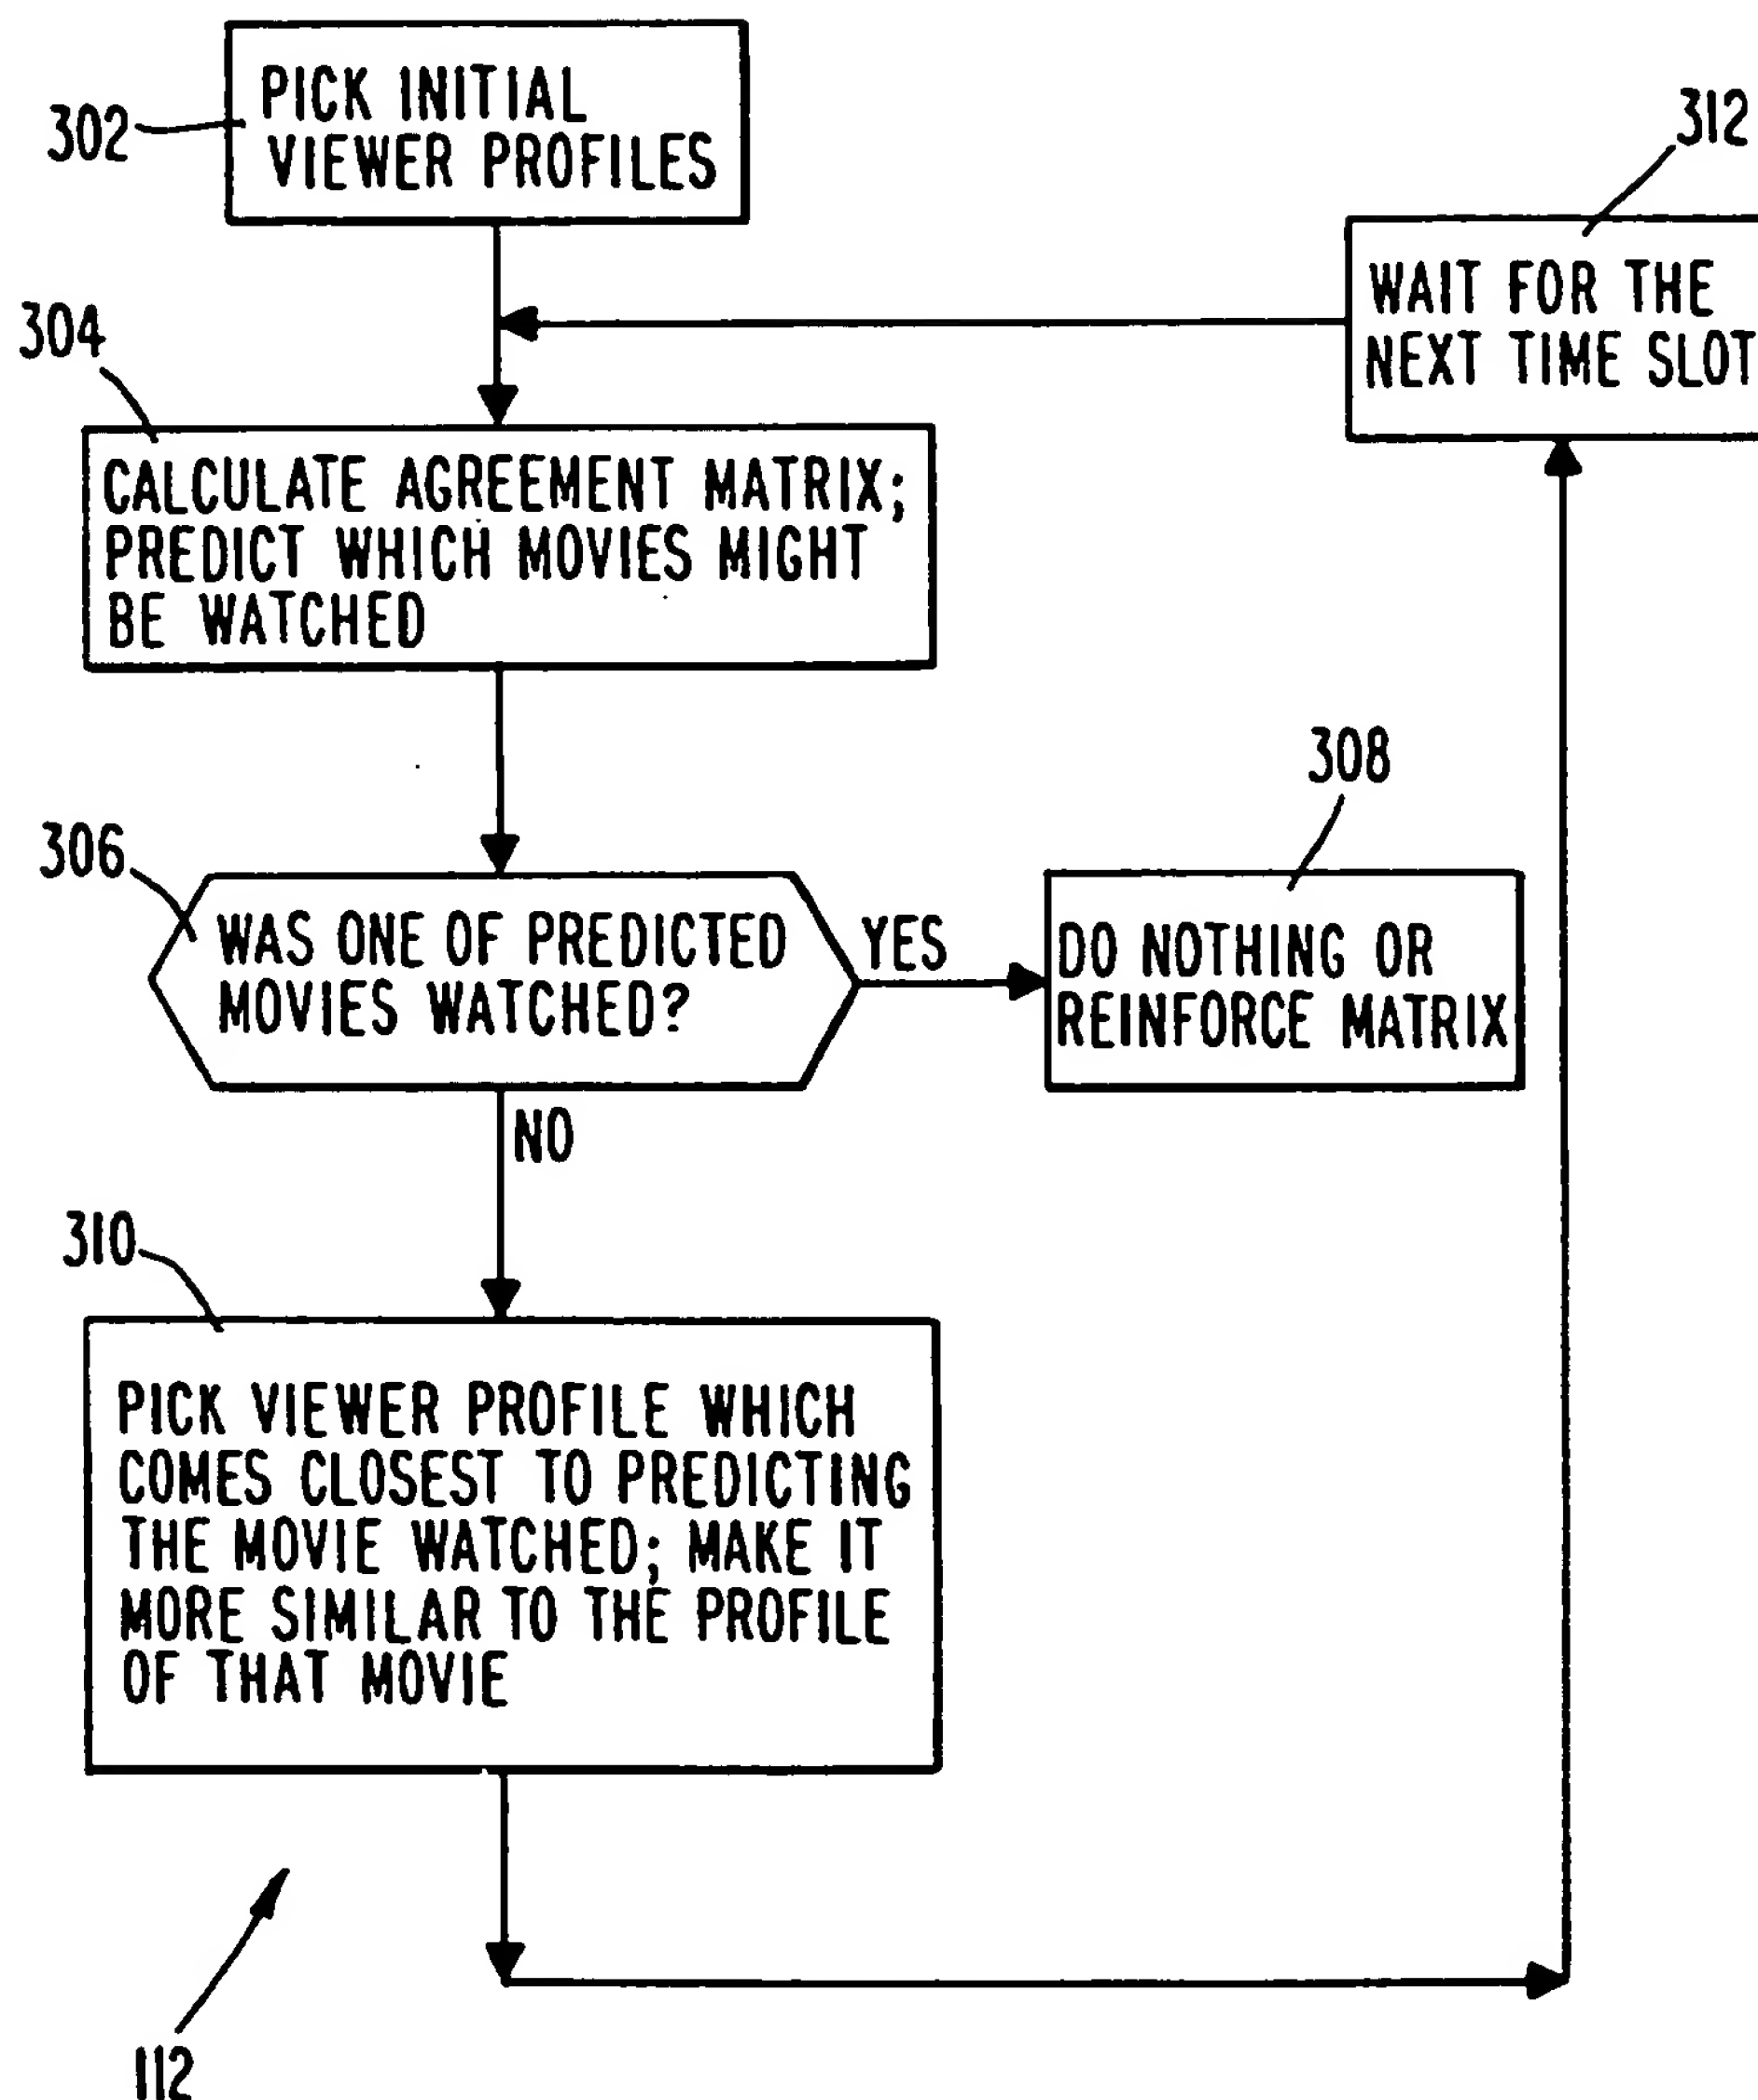 302
PICK INITIAL
VIEWER PROFILES
312
WAIT FOR THE
NEXT TIME SLOT
304
CALCULATE AGREEMENT MATRIX;
PREDICT WHICH MOVIES MIGHT
BE WATCHED
308
306
WAS ONE OF PREDICTED
MOVIES WATCHED?
YES
DO NOTHING OR
REINFORCE MATRIX
NO
310
PICK VIEWER PROFILE WHICH
COMES CLOSEST TO PREDICTING
THE MOVIE WATCHED; MAKE IT
MORE SIMILAR TO THE PROFILE
OF THAT MOVIE
112